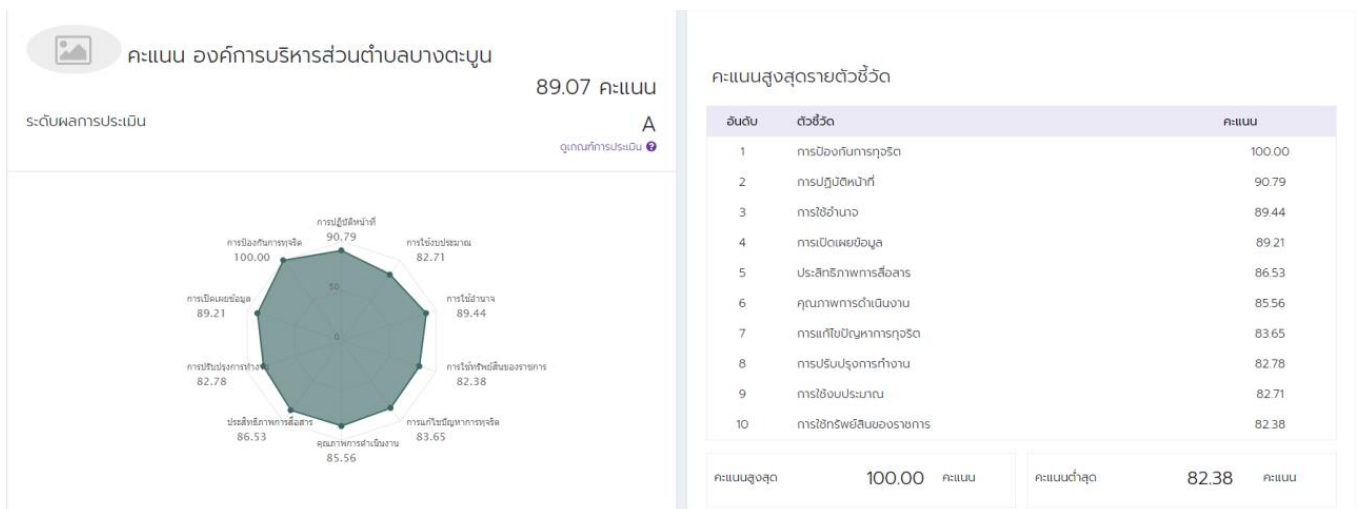 คะแนน องค์การบริหารส่วนตำบลบางตะบูน
89.07 คะแนน
ระดับผลการประเมิน
A
ดูเกณฑ์การประเมิน
การปฏิบัติหน้าที่
90.79
การป้องกันการทุจริต
100.00
การใช้งบประมาณ
82.71
50
การเปิดเผยข้อมูล
89.21
การใช้อำนาจ
89.44
0
การปรับปรุงการทำงาน
82.78
การใช้ทรัพย์สินของราชการ
82.38
ประสิทธิภาพการสื่อสาร
86.53
การแก้ไขปัญหาการทุจริต
83.65
คุณภาพการดำเนินงาน
85.56
คะแนนสูงสุดรายตัวชี้วัด
อันดับ ตัวชี้วัด คะแนน
1 การป้องกันการทุจริต 100.00
2 การปฏิบัติหน้าที่ 90.79
3 การใช้อำนาจ 89.44
4 การเปิดเผยข้อมูล 89.21
5 ประสิทธิภาพการสื่อสาร 86.53
6 คุณภาพการดำเนินงาน 85.56
7 การแก้ไขปัญหาการทุจริต 83.65
8 การปรับปรุงการทำงาน 82.78
9 การใช้งบประมาณ 82.71
10 การใช้ทรัพย์สินของราชการ 82.38
คะแนนสูงสุด 100.00 คะแนน
คะแนนต่ำสุด 82.38 คะแนน